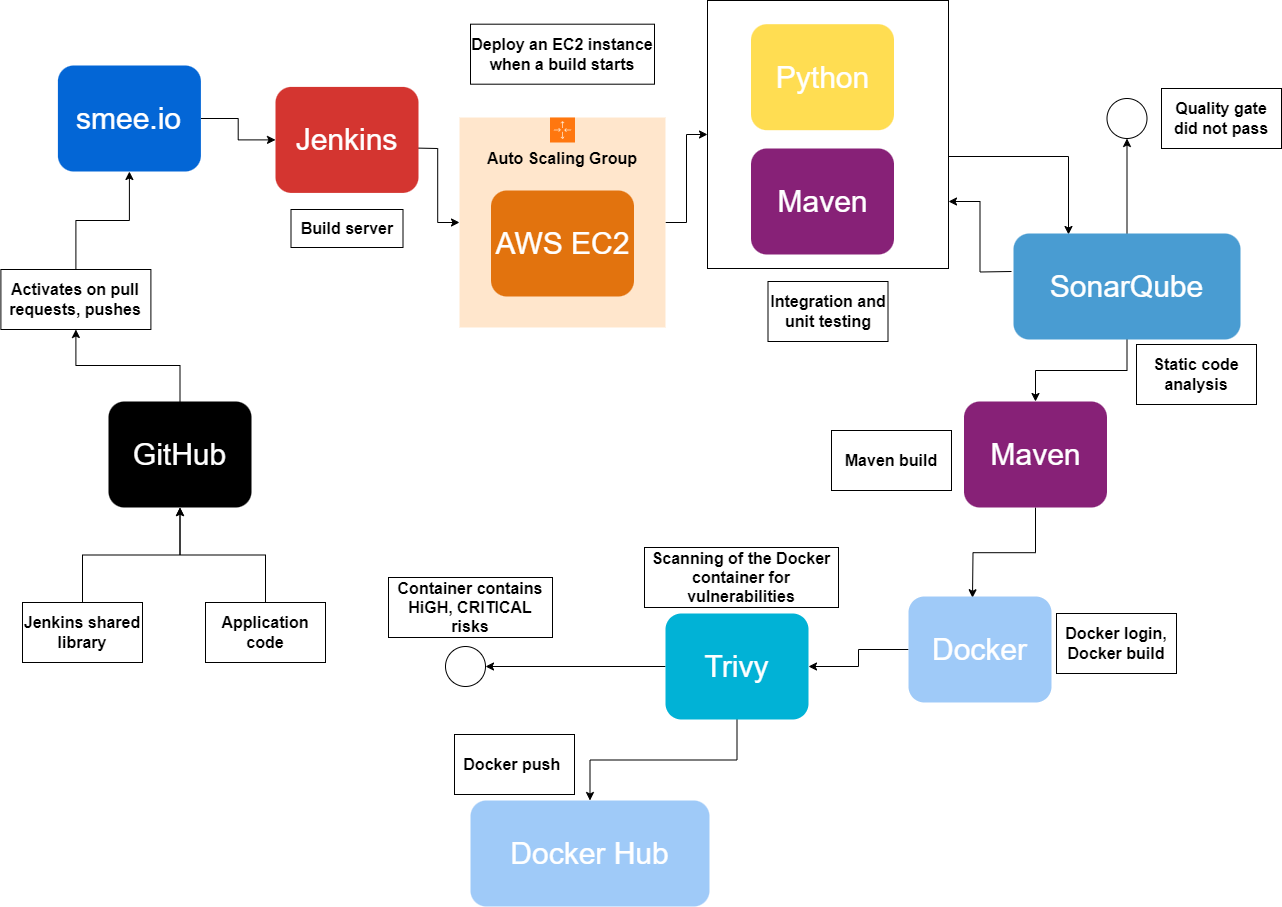 Deploy an EC2 instance
when a build starts
Python
smee.io
Quality gate
did not pass
Jenkins
Auto Scaling Group
Maven
Build server
AWS EC2
Activates on pull
requests, pushes
Integration and
unit testing
SonarQube
Static code
analysis
GitHub
Maven build
Maven
Jenkins shared
library
Application
code
Container contains
HiGH, CRITICAL
risks
Scanning of the Docker
container for
vulnerabilities
Trivy
Docker
Docker login,
Docker build
Docker push
Docker Hub